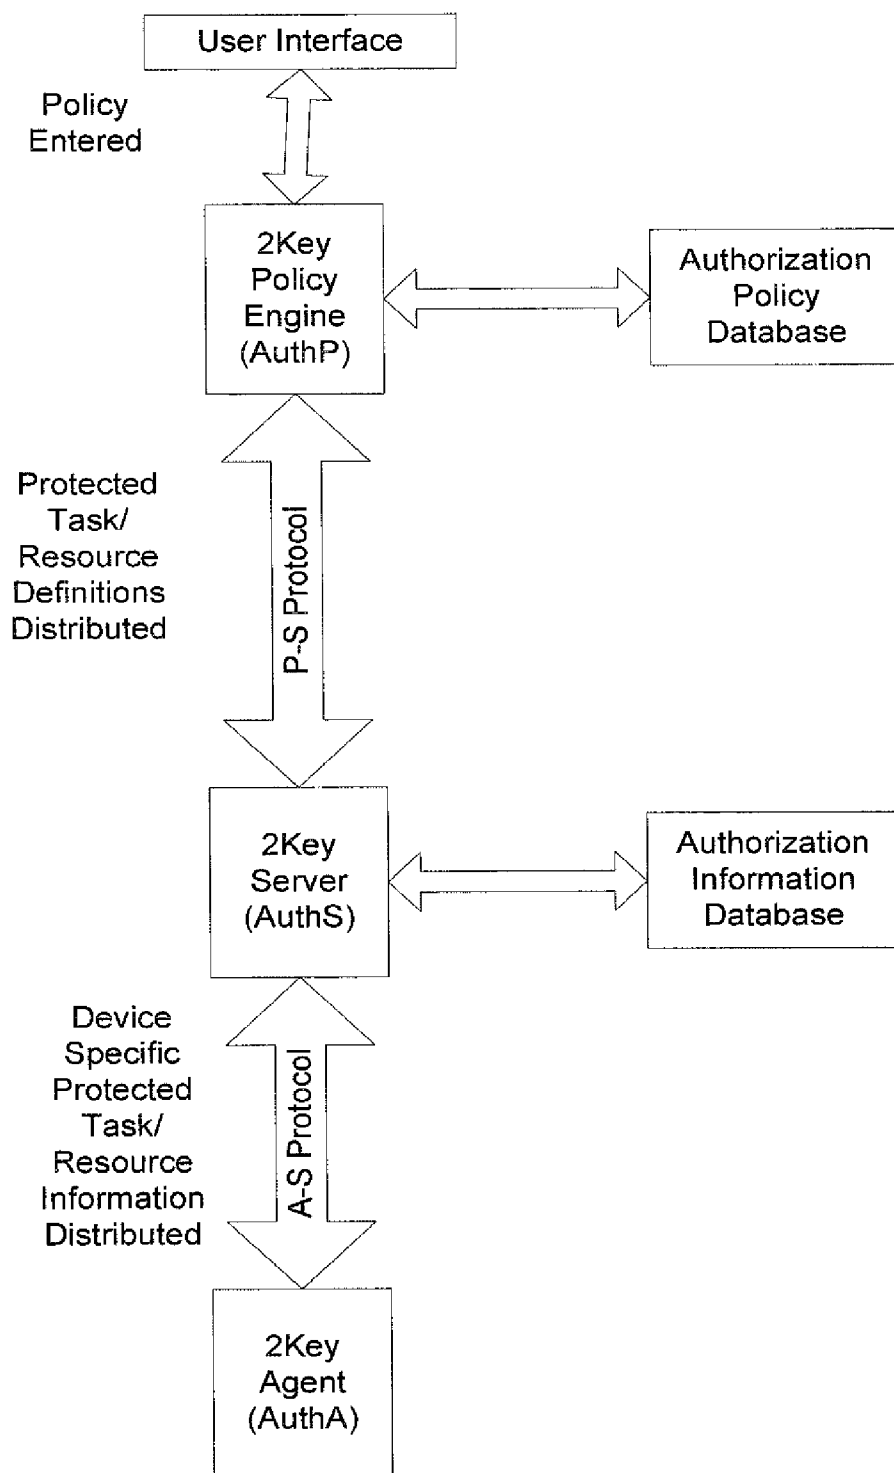 User Interface
Policy
Entered
2Key
Policy
Engine
(AuthP)
Authorization
Policy
Database
Protected
Task/
Resource
Definitions
Distributed
P-S Protocol
2Key
Server
(AuthS)
Authorization
Information
Database
Device
Specific
Protected
Task/
Resource
Information
Distributed
A-S Protocol
2Key
Agent
(AuthA)